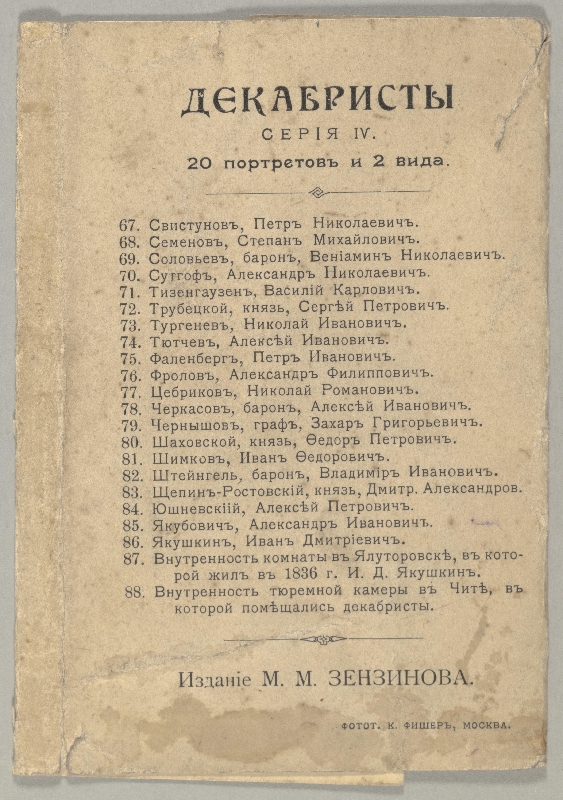 ДЕКАБРИСТЫ
СЕРІЯ IV.
20 портретовъ и 2 вида.
67. Свистуновъ, Петръ Николаевичъ.
68. Семеновъ, Степанъ Михайловичъ.
69. Соловьевъ, баронъ, Веніаминъ Николаевичъ.
70. Сутгофъ, Александръ Николаевичъ.
71. Тизенгаузенъ, Василій Карловичъ.
72. Трубецкой, князь, Сергѣй Петровичъ.
73. Тургеневъ, Николай Ивановичъ.
74. Тютчевъ, Алексѣй Ивановичъ.
75. Фаленбергъ, Петръ Ивановичъ.
76. Фроловъ, Александръ Филипповичъ.
77. Цебриковъ, Николай Романовичъ.
78. Черкасовъ, баронъ, Алексѣй Ивановичъ.
79. Чернышовъ, графъ, Захаръ Григорьевичъ.
80. Шаховской, князь, Ѳедоръ Петровичъ.
81. Шимковъ, Иванъ Ѳедоровичъ.
82. Штейнгель, баронъ, Владиміръ Ивановичъ.
83. Щепинъ-Ростовскій, князь, Дмитр. Александров.
84. Юшневскій, Алексѣй Петровичъ.
85. Якубовичъ, Александръ Ивановичъ.
86. Якушкинъ, Иванъ Дмитріевичъ.
87. Внутренность комнаты въ Ялуторовскѣ, въ кото-
рой жилъ въ 1836 г. И. Д. Якушкинъ.
88. Внутренность тюремной камеры въ Читѣ, въ
которой помѣщались декабристы.
Изданіе М. М. ЗЕНЗИНОВА.
ФОТОТ. К. ФИШЕРЪ, МОСКВА.